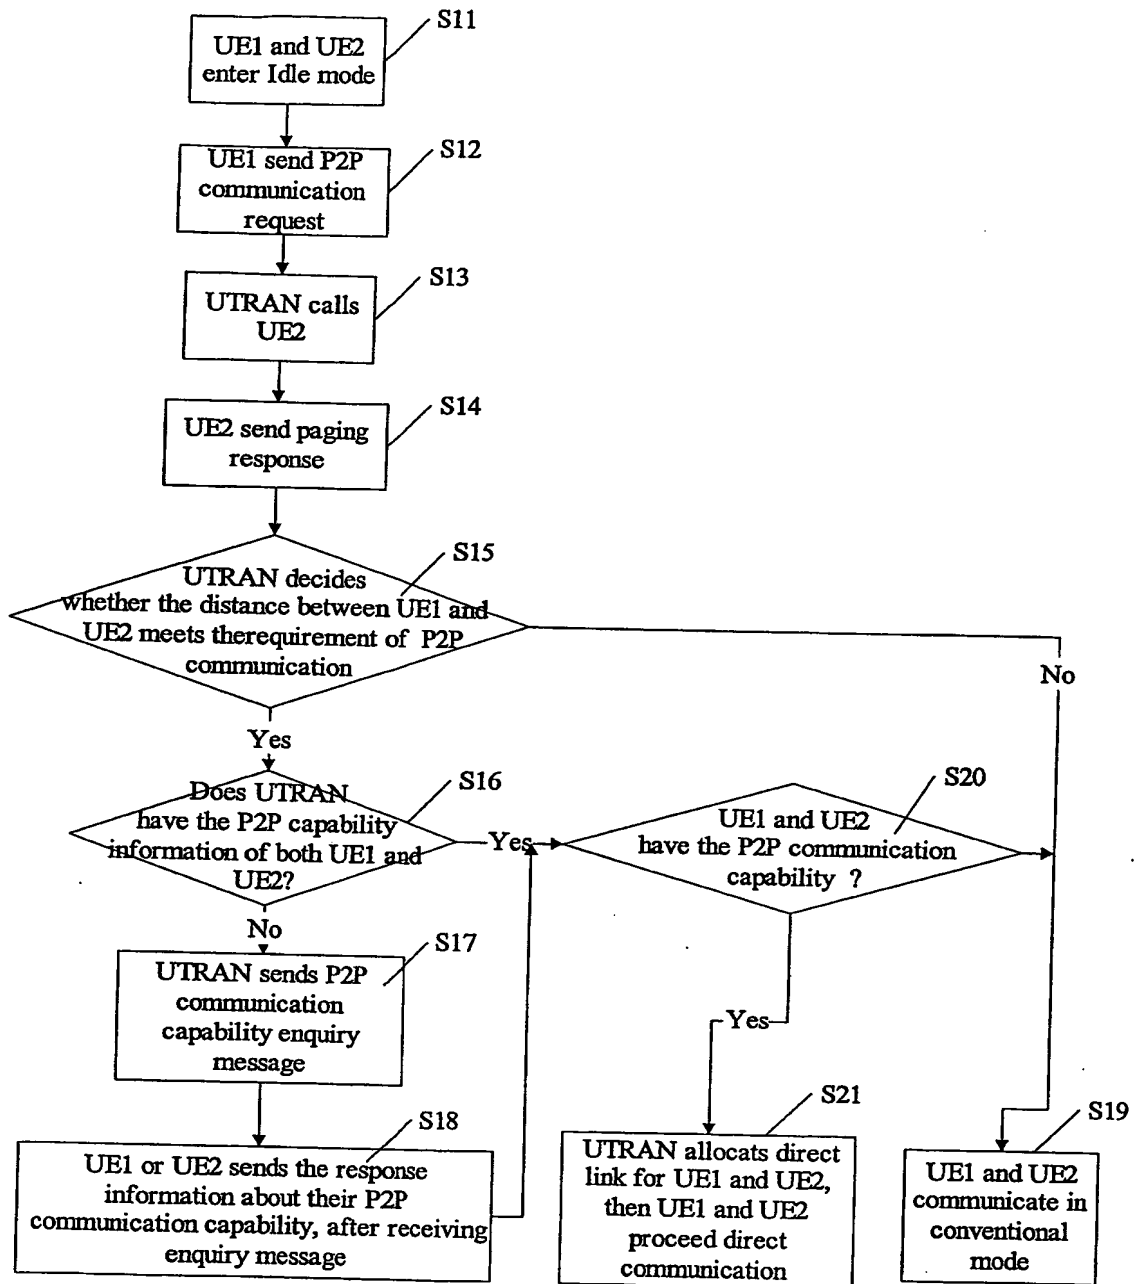 S11
UE1 and UE2
enter Idle mode
S12
UE1 send P2P
communication
request
S13
UTRAN calls
UE2
S14
UE2 send paging
response
S15
UTRAN decides
whether the distance between UE1 and
UE2 meets therequirement of P2P
communication
No
Yes
S16
Does UTRAN
have the P2P capability
information of both UE1 and
UE2?
Yes
S20
UE1 and UE2
have the P2P communication
capability ?
No
S17
UTRAN sends P2P
communication
capability enquiry
message
Yes
S18
UE1 or UE2 sends the response
information about their P2P
communication capability, after receiving
enquiry message
S21
UTRAN allocats direct
link for UE1 and UE2,
then UE1 and UE2
proceed direct
communication
S19
UE1 and UE2
communicate in
conventional
mode